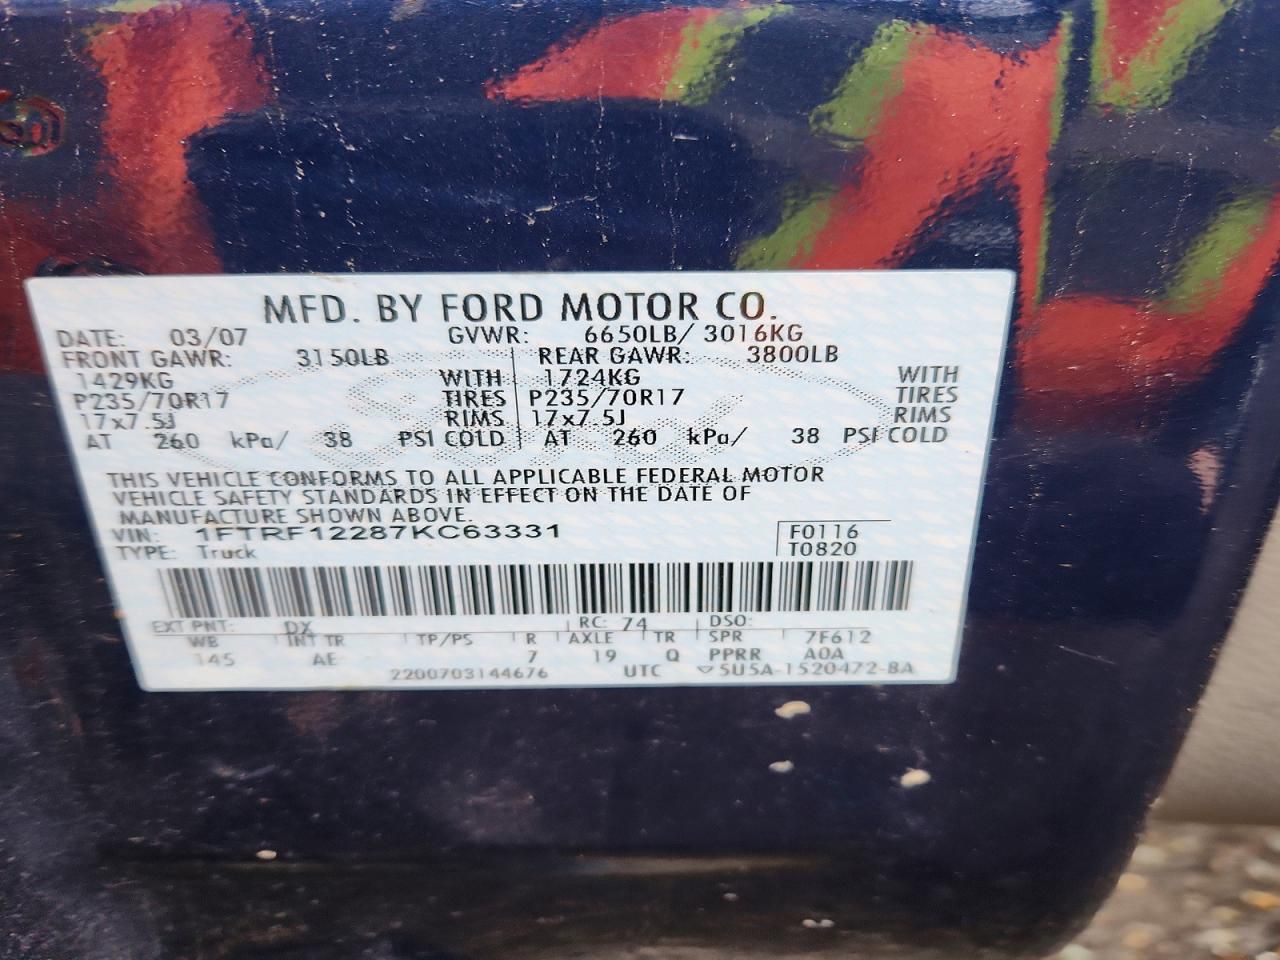 MFD. BY FORD MOTOR CO.
DATE: 03/07 GVWR: 6650LB/ 3016KG
FRONT GAWR: 3150LB REAR GAWR: 3800LB
1429KG WITH 1724KG WITH
P235/70R17 TIRES P235/70R17 TIRES
17x7.5J RIMS 17x7.5J RIMS
AT 260 kPa/ 38 PSI COLD AT 260 kPa/ 38 PSI COLD
THIS VEHICLE CONFORMS TO ALL APPLICABLE FEDERAL MOTOR
VEHICLE SAFETY STANDARDS IN EFFECT ON THE DATE OF
MANUFACTURE SHOWN ABOVE.
VIN: 1FTRF12287KC63331 F0116
TYPE: Truck T0820
EXT PNT: DX RC: 74 DSO:
WB INT TR TP/PS R AXLE TR SPR 7F612
145 AE 7 19 Q PPRR A0A
2200703144676 UTC ▽5U5A-1520472-BA